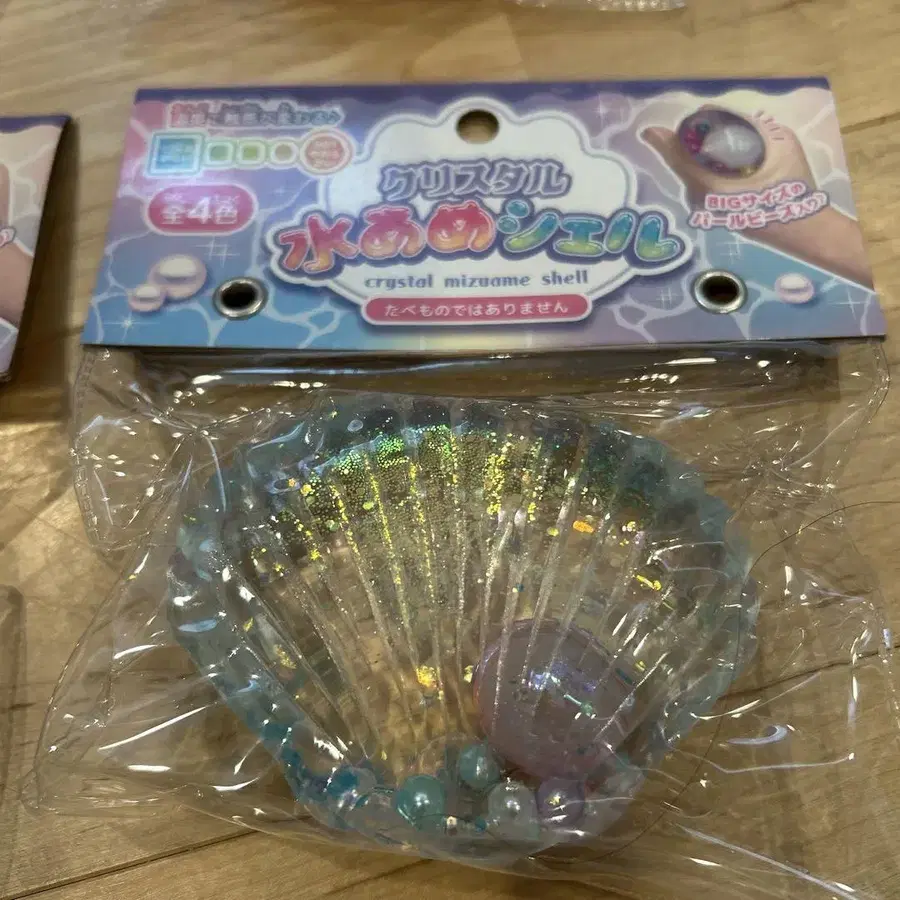 全4色
クリスタル
水あめシェル
crystal mizuame shell
たべものではありません
BIGサイズの
パールビーズ入り♪